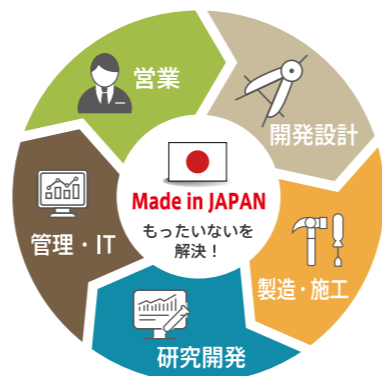 営業
開発設計
製造・施工
研究開発
管理・IT
Made in JAPAN
もったいないを
解決！